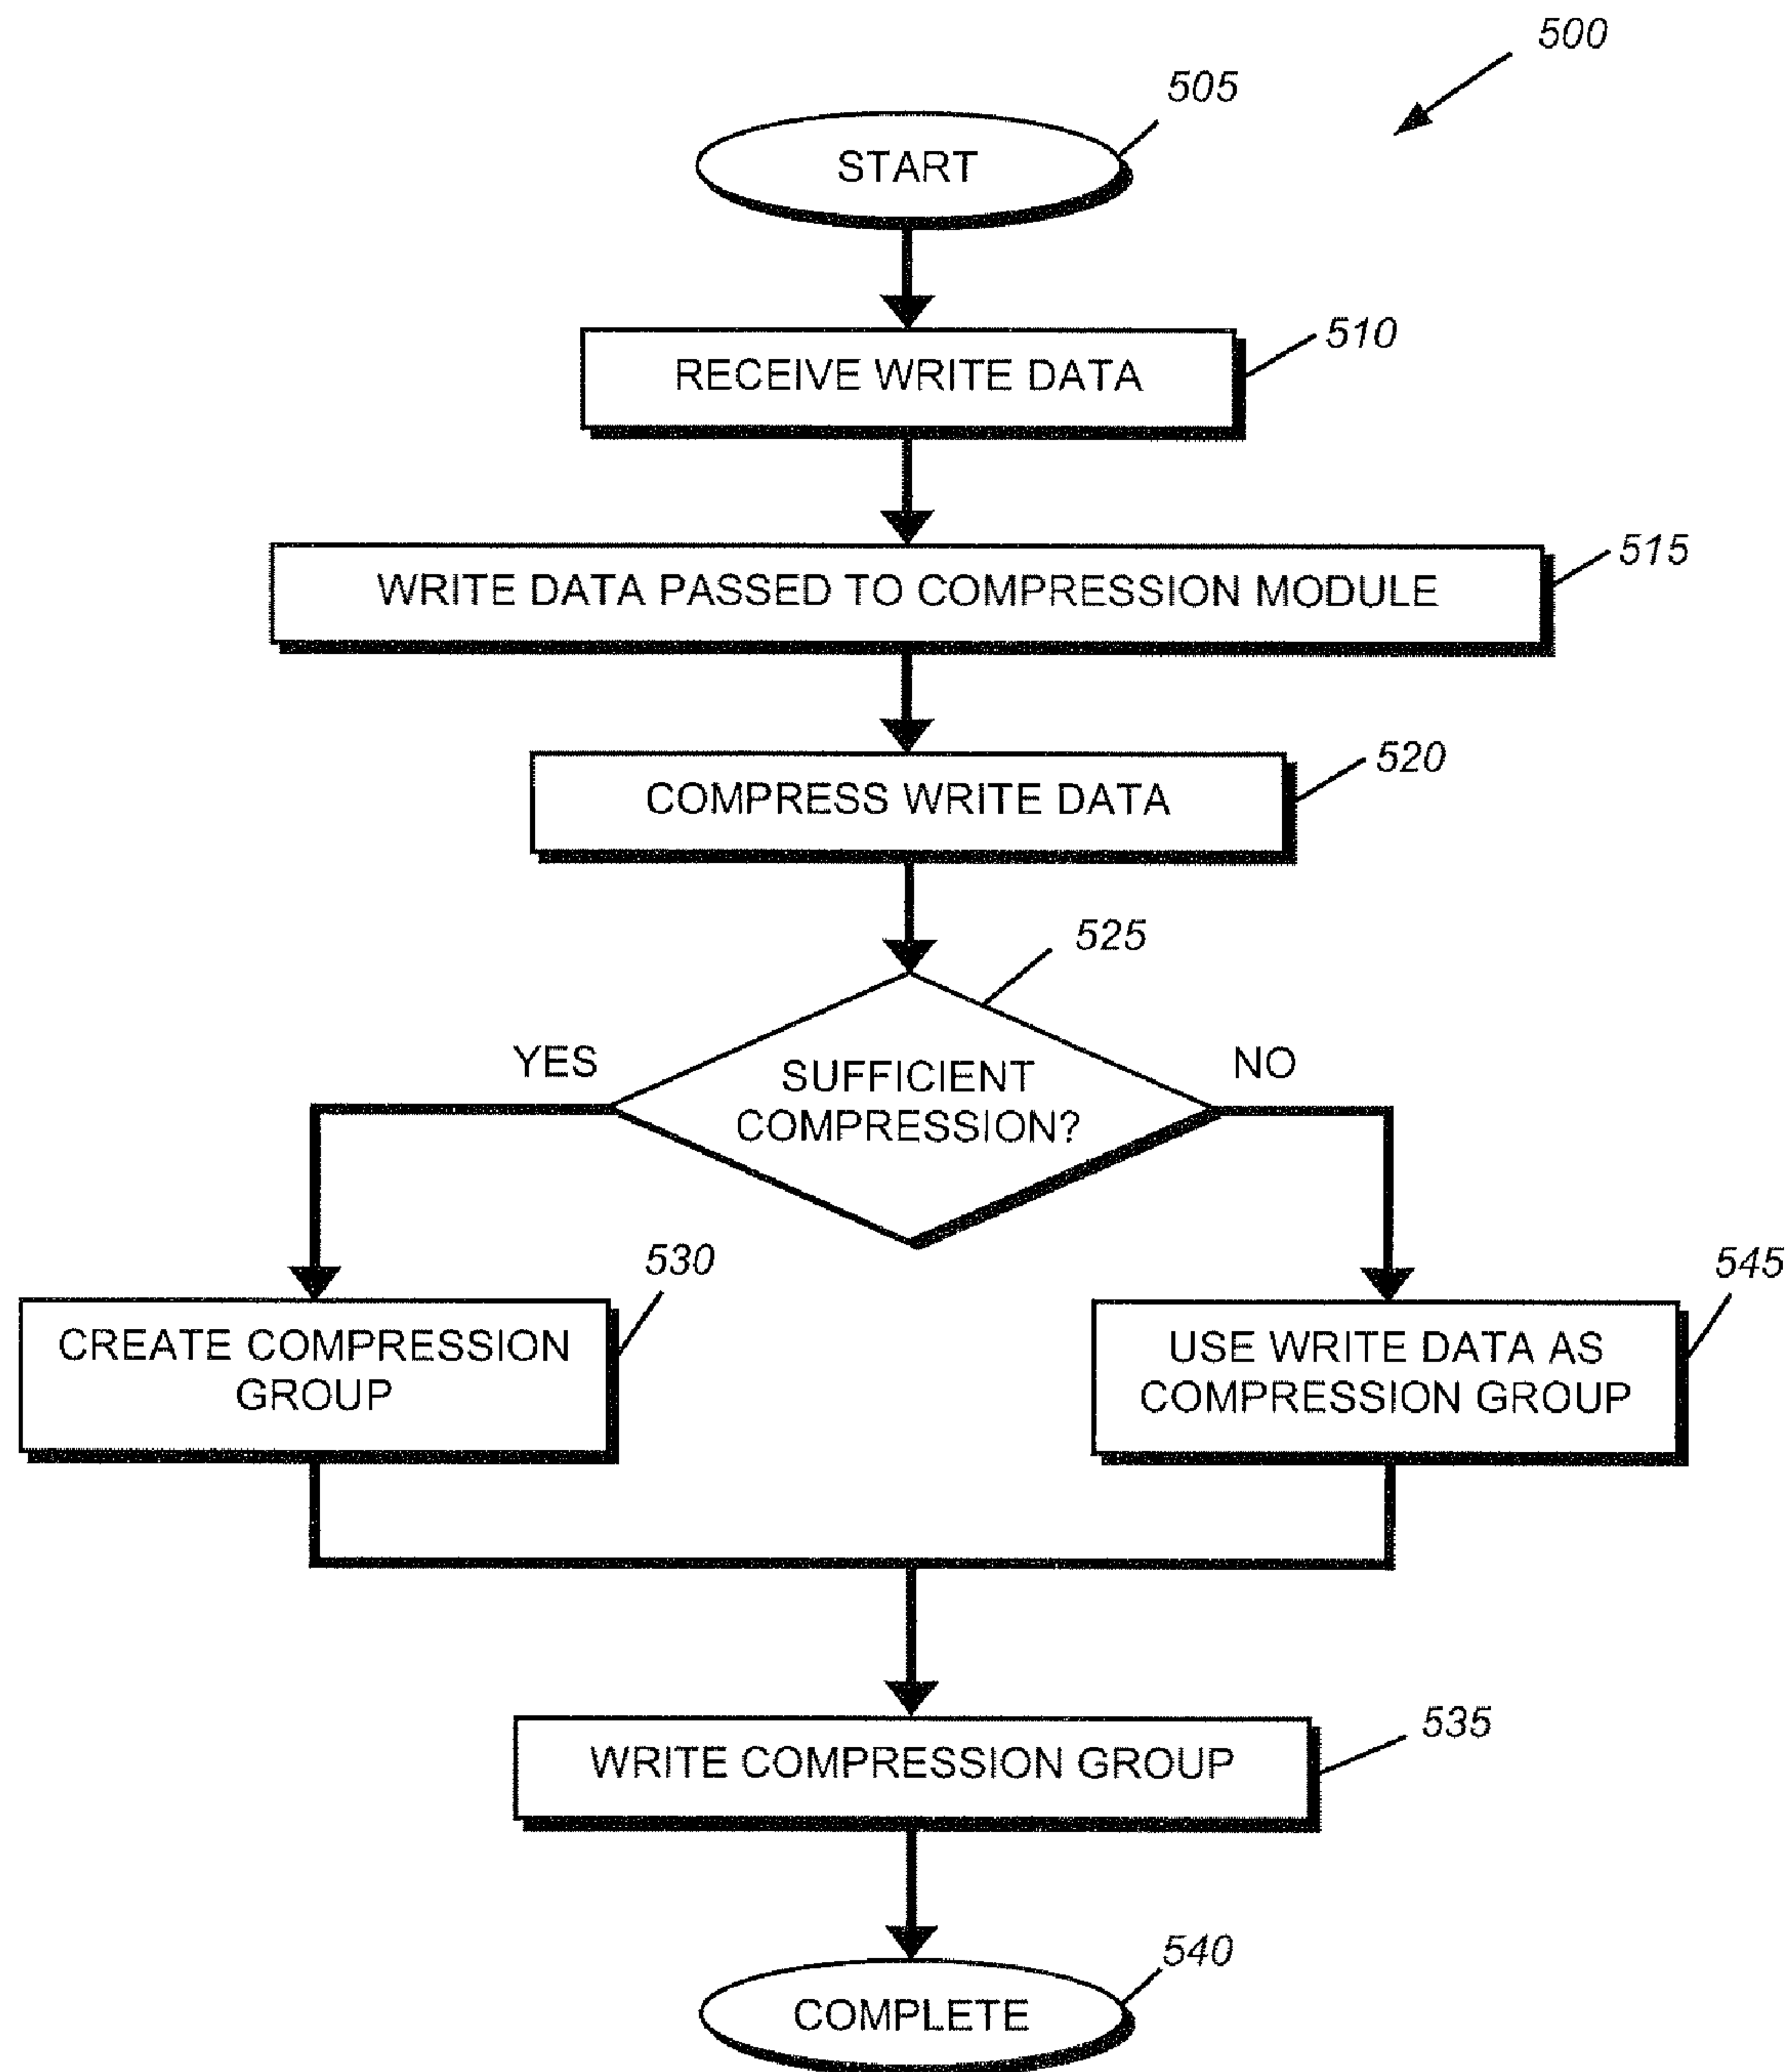 500
505
START
510
RECEIVE WRITE DATA
515
WRITE DATA PASSED TO COMPRESSION MODULE
520
COMPRESS WRITE DATA
525
YES
NO
SUFFICIENT
COMPRESSION?
530
CREATE COMPRESSION
GROUP
545
USE WRITE DATA AS
COMPRESSION GROUP
535
WRITE COMPRESSION GROUP
540
COMPLETE